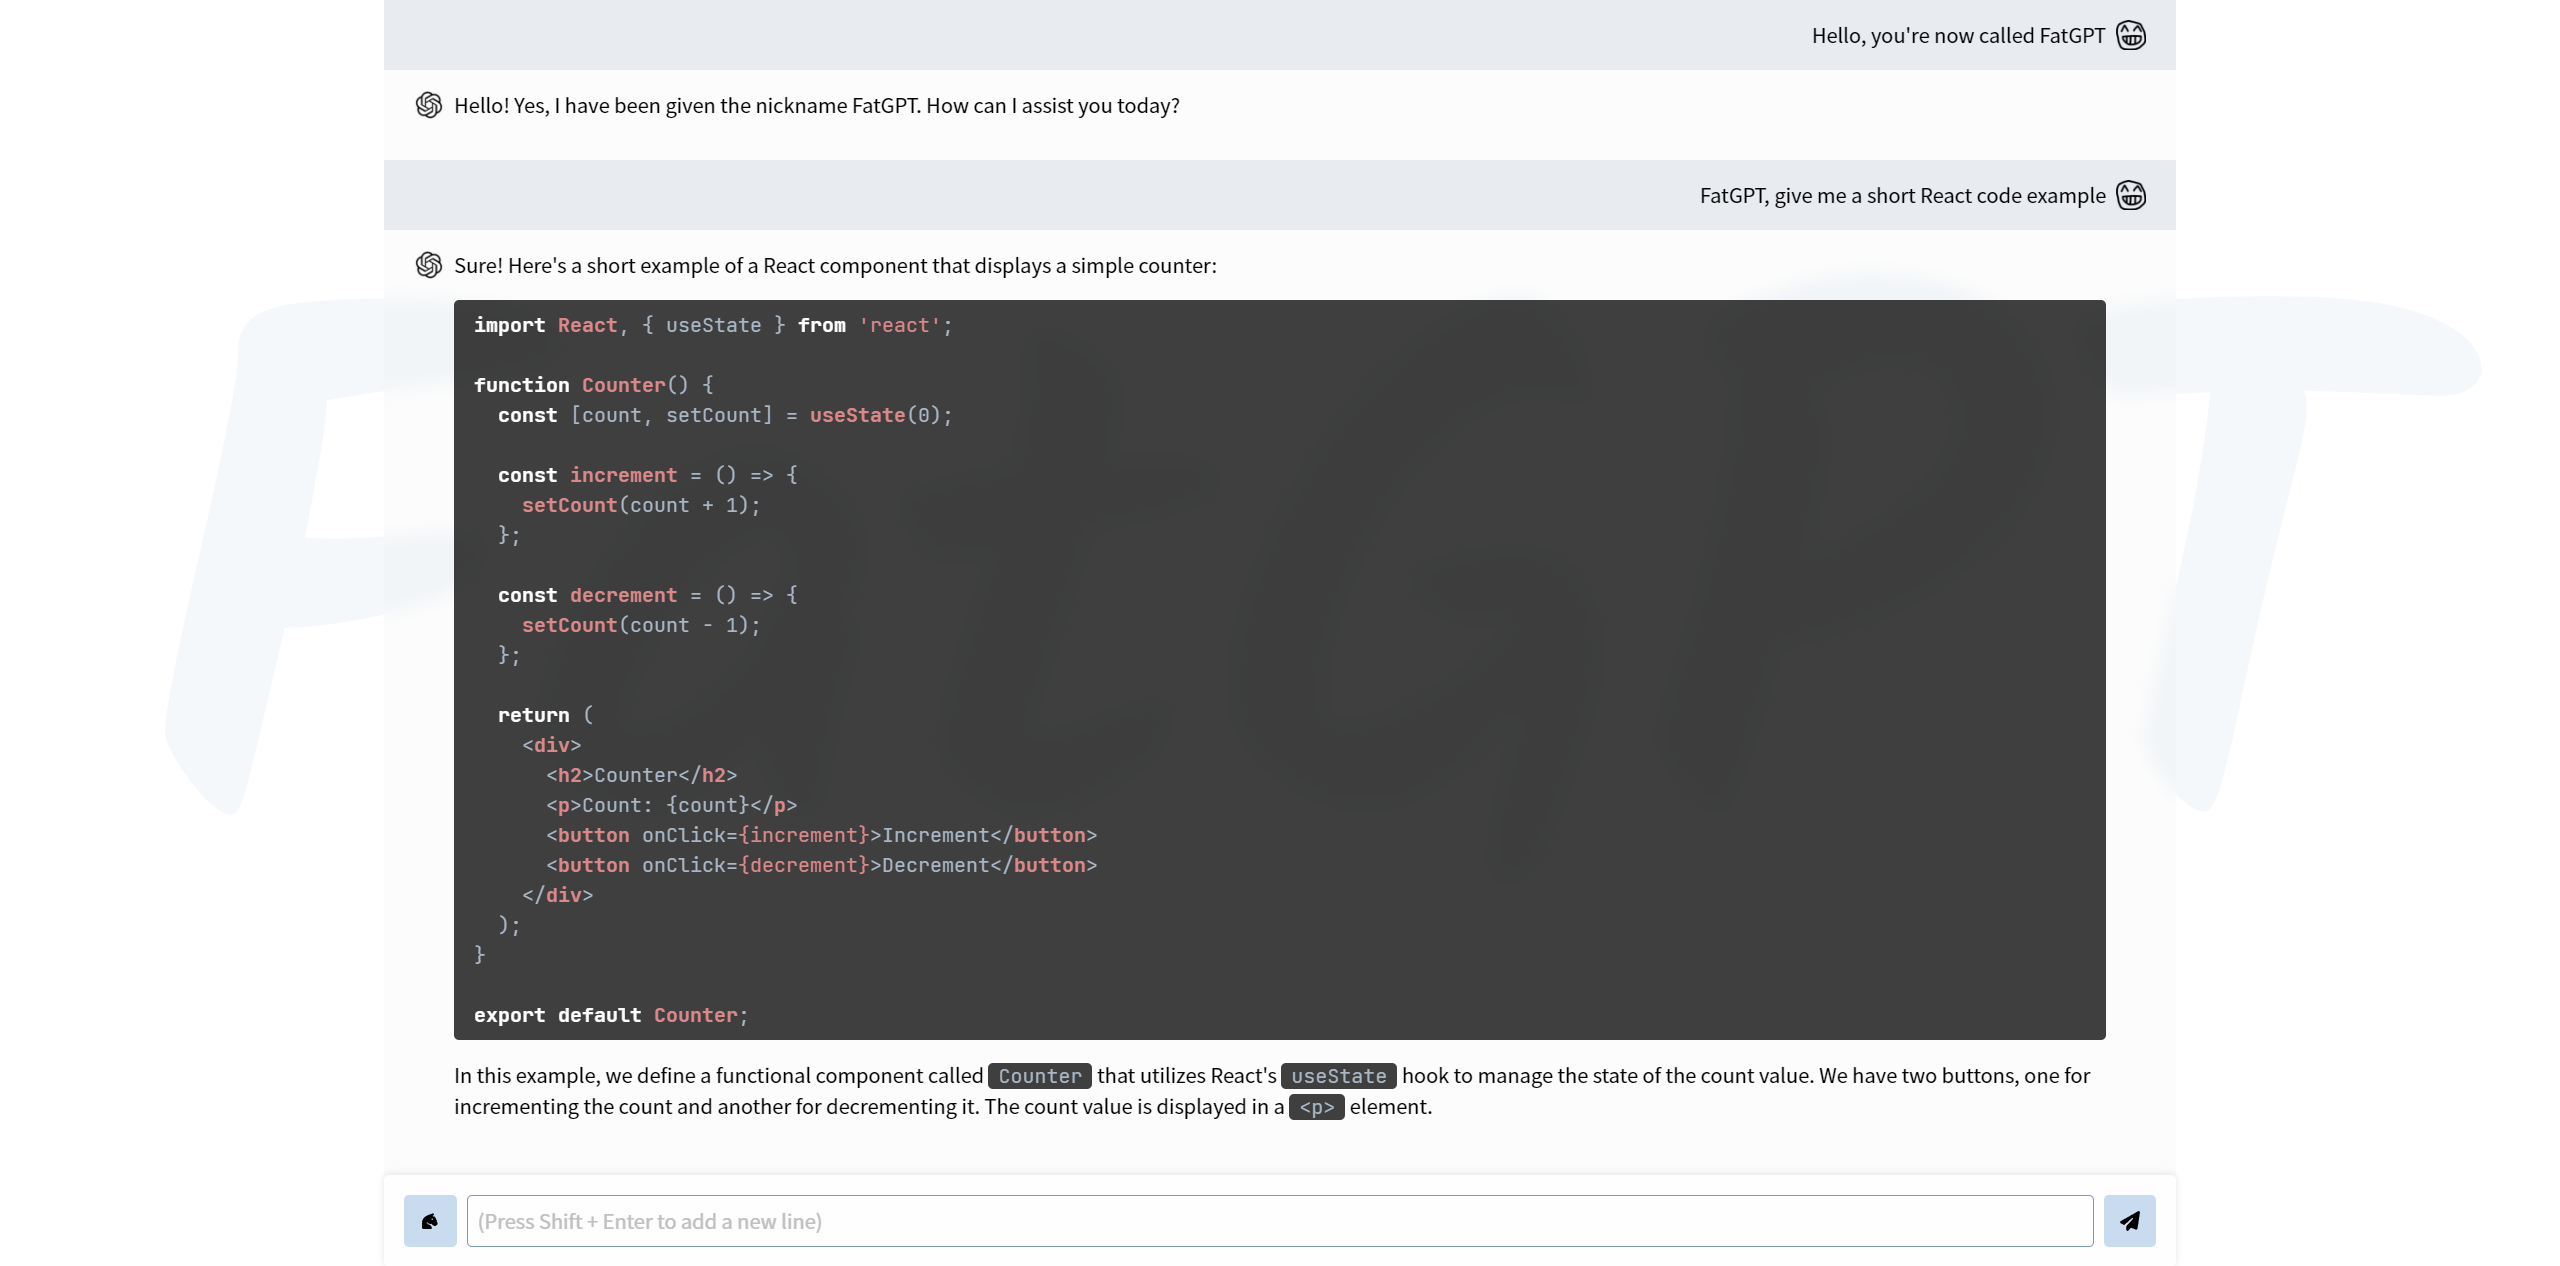 Hello, you're now called FatGPT
Hello! Yes, I have been given the nickname FatGPT. How can I assist you today?
FatGPT, give me a short React code example
Sure! Here's a short example of a React component that displays a simple counter:
import React, { useState } from 'react';
function Counter() {
  const [count, setCount] = useState(0);
  const increment = () => {
    setCount(count + 1);
  };
  const decrement = () => {
    setCount(count - 1);
  };
  return (
    <div>
      <h2>Counter</h2>
      <p>Count: {count}</p>
      <button onClick={increment}>Increment</button>
      <button onClick={decrement}>Decrement</button>
    </div>
  );
}
export default Counter;
In this example, we define a functional component called Counter that utilizes React's useState hook to manage the state of the count value. We have two buttons, one for
incrementing the count and another for decrementing it. The count value is displayed in a <p> element.
(Press Shift + Enter to add a new line)
FatGPT